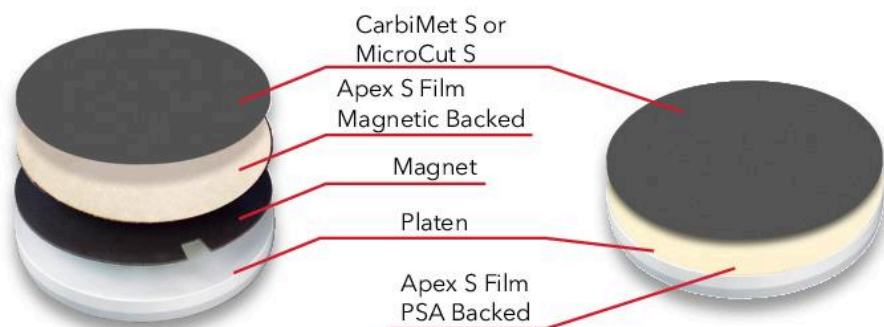 CarbiMet S or
MicroCut S
Apex S Film
Magnetic Backed
Magnet
Platen
Apex S Film
PSA Backed